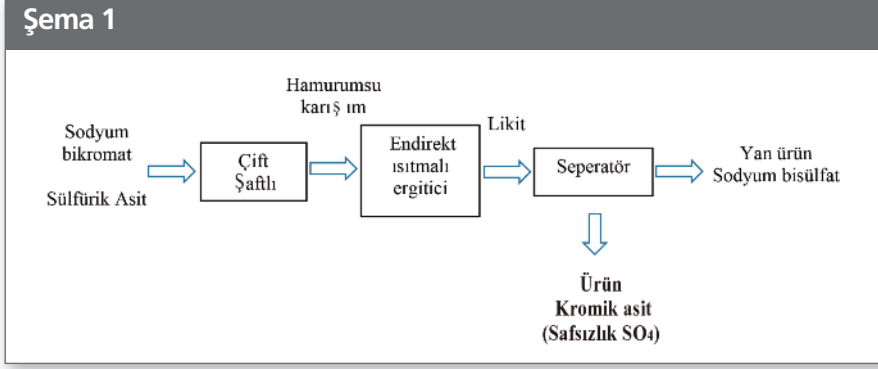 Şema 1
Sodyum
bikromat
Sülfürik Asit
Çift
Şaftlı
Hamurumsu
karış ım
Endirekt
ısıtmalı
ergitici
Likit
Seperatör
Yan ürün
Sodyum bisülfat
Ürün
Kromik asit
(Safsızlık SO4)